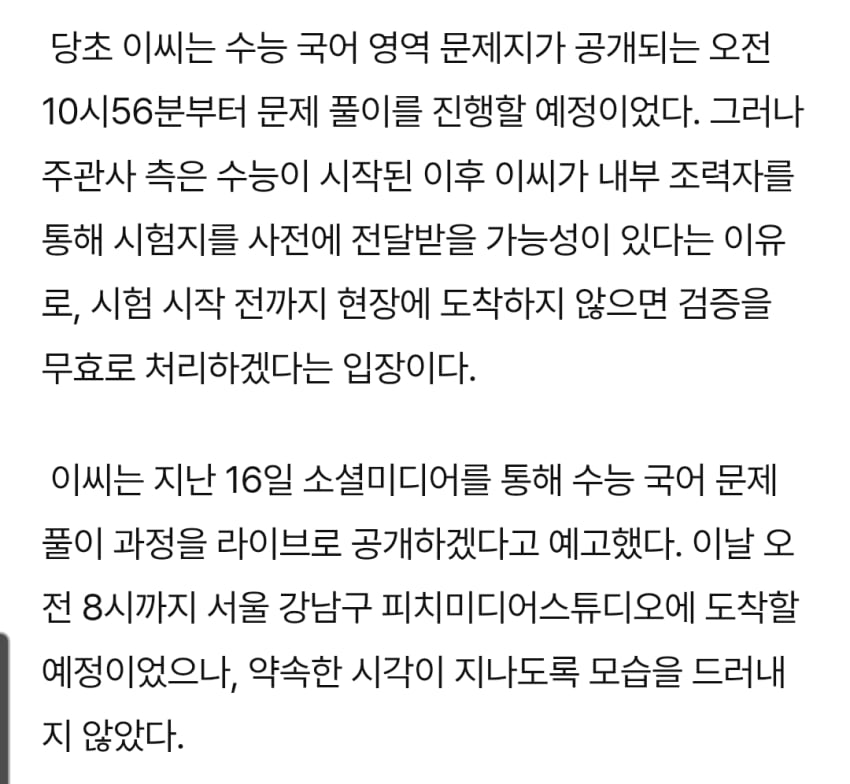 당초 이씨는 수능 국어 영역 문제지가 공개되는 오전
10시56분부터 문제 풀이를 진행할 예정이었다. 그러나
주관사 측은 수능이 시작된 이후 이씨가 내부 조력자를
통해 시험지를 사전에 전달받을 가능성이 있다는 이유
로, 시험 시작 전까지 현장에 도착하지 않으면 검증을
무효로 처리하겠다는 입장이다.
이씨는 지난 16일 소셜미디어를 통해 수능 국어 문제
풀이 과정을 라이브로 공개하겠다고 예고했다. 이날 오
전 8시까지 서울 강남구 피치미디어스튜디오에 도착할
예정이었으나, 약속한 시각이 지나도록 모습을 드러내
지 않았다.